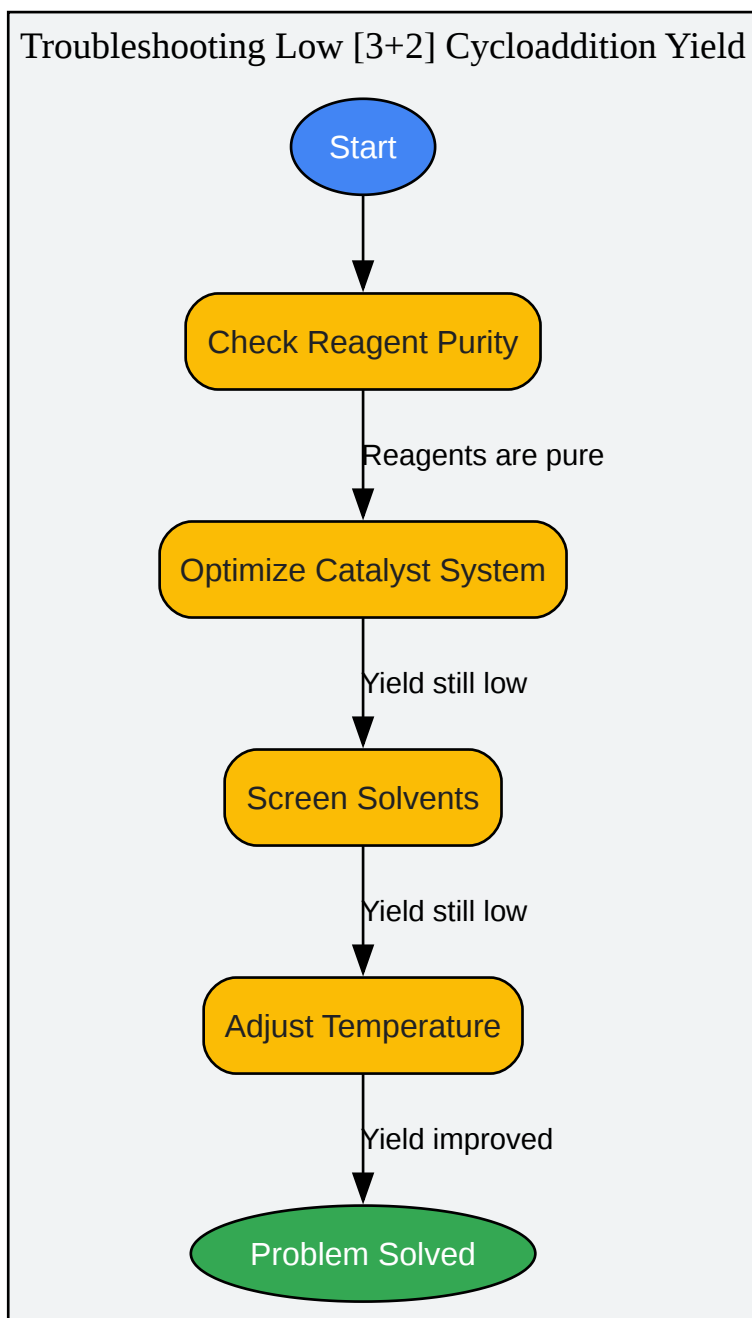 Troubleshooting Low [3+2] Cycloaddition Yield
Start
Check Reagent Purity
Reagents are pure
Optimize Catalyst System
Yield still low
Screen Solvents
Yield still low
Adjust Temperature
Yield improved
Problem Solved